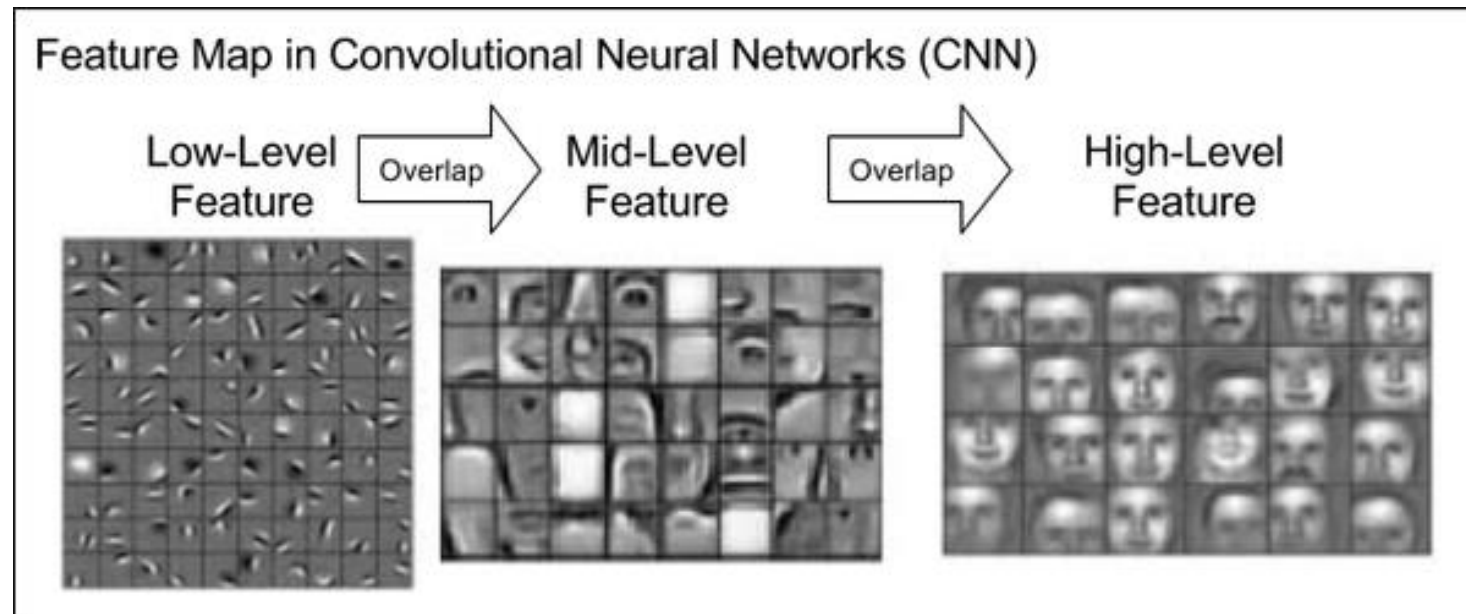 Feature Map in Convolutional Neural Networks (CNN)
Low-Level
Feature
Overlap
Mid-Level
Feature
Overlap
High-Level
Feature